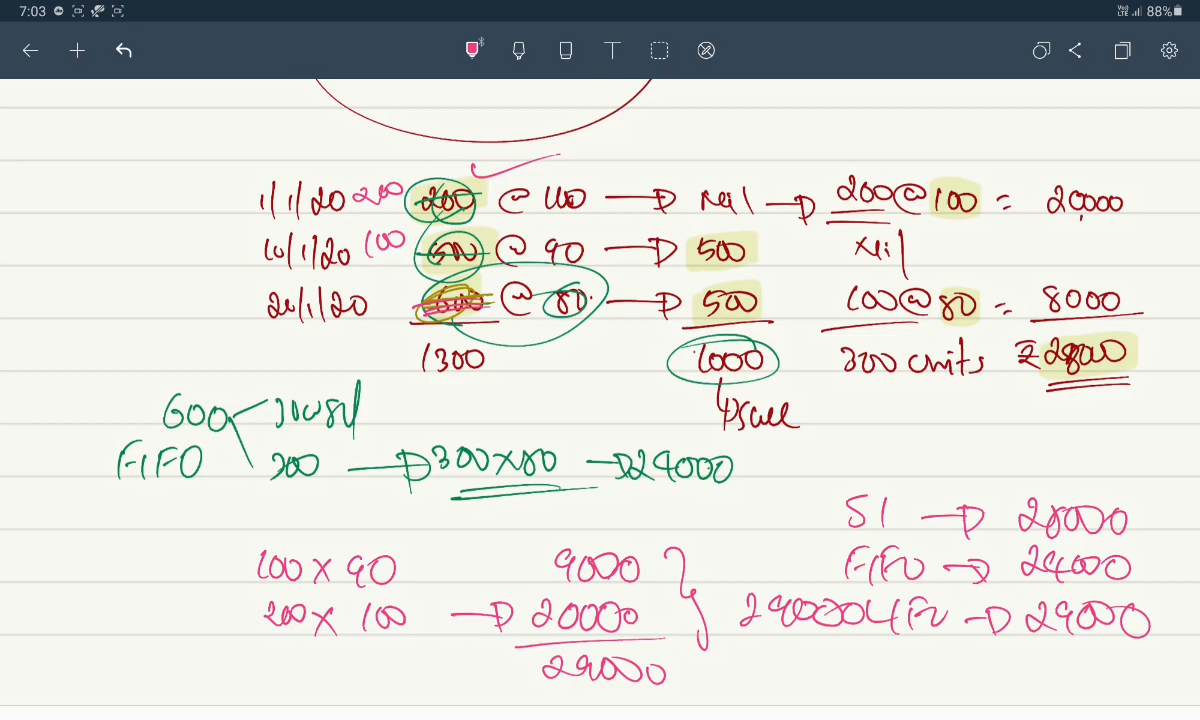 7:03 88%
1/1/20 200 200 @ 100 → Nil → 200@100 = 20,000
10/1/20 100 500 @ 90 → 500 Nil
20/1/20 600 @ 80 → 500 100@80 = 8000
1300 1000 300 units ₹28000
600
FIFO 300 → 300×80 → 24000
SI → 28000
100 × 90 9000 FIFO → 24000
200 × 100 → 20000 29000 LIFO → 29000
29000